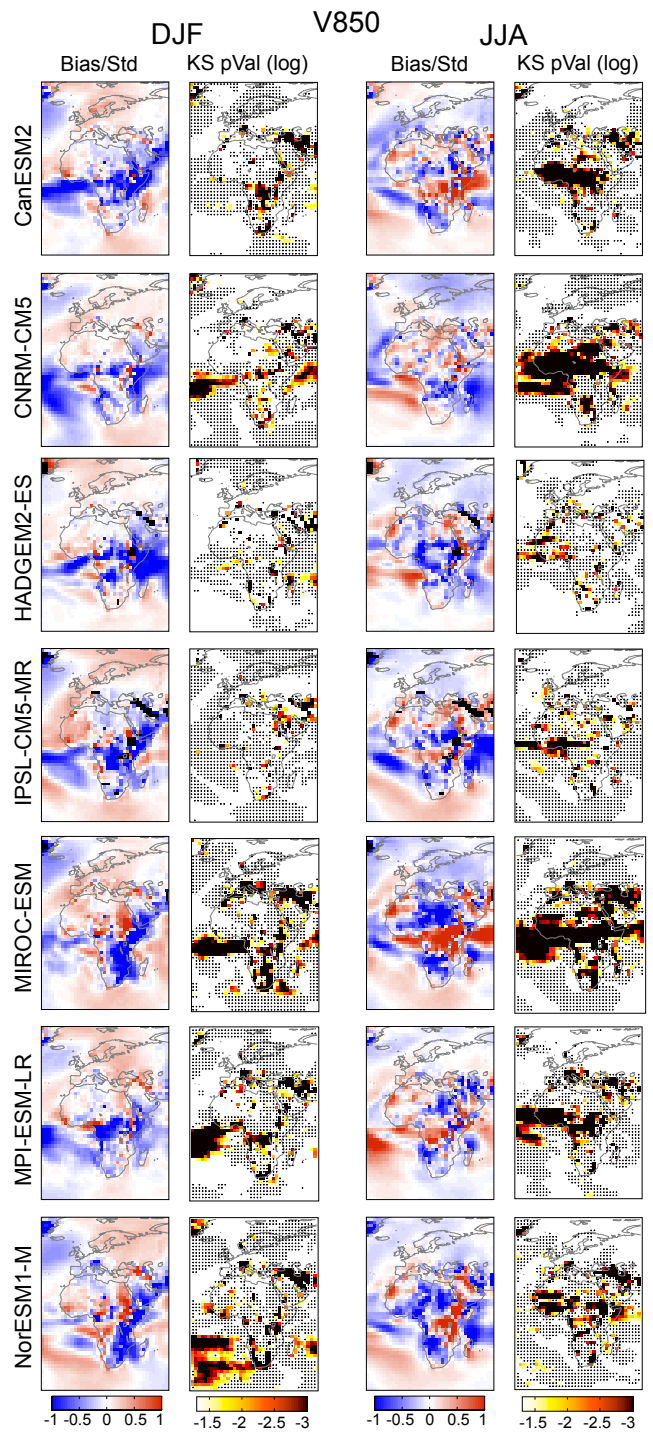 V850
DJF JJA
Bias/Std KS pVal (log) Bias/Std KS pVal (log)
CanESM2
CNRM-CM5
HADGEM2-ES
IPSL-CM5-MR
MIROC-ESM
MPI-ESM-LR
NorESM1-M
-1 -0.5 0 0.5 1 -1.5 -2 -2.5 -3 -1 -0.5 0 0.5 1 -1.5 -2 -2.5 -3